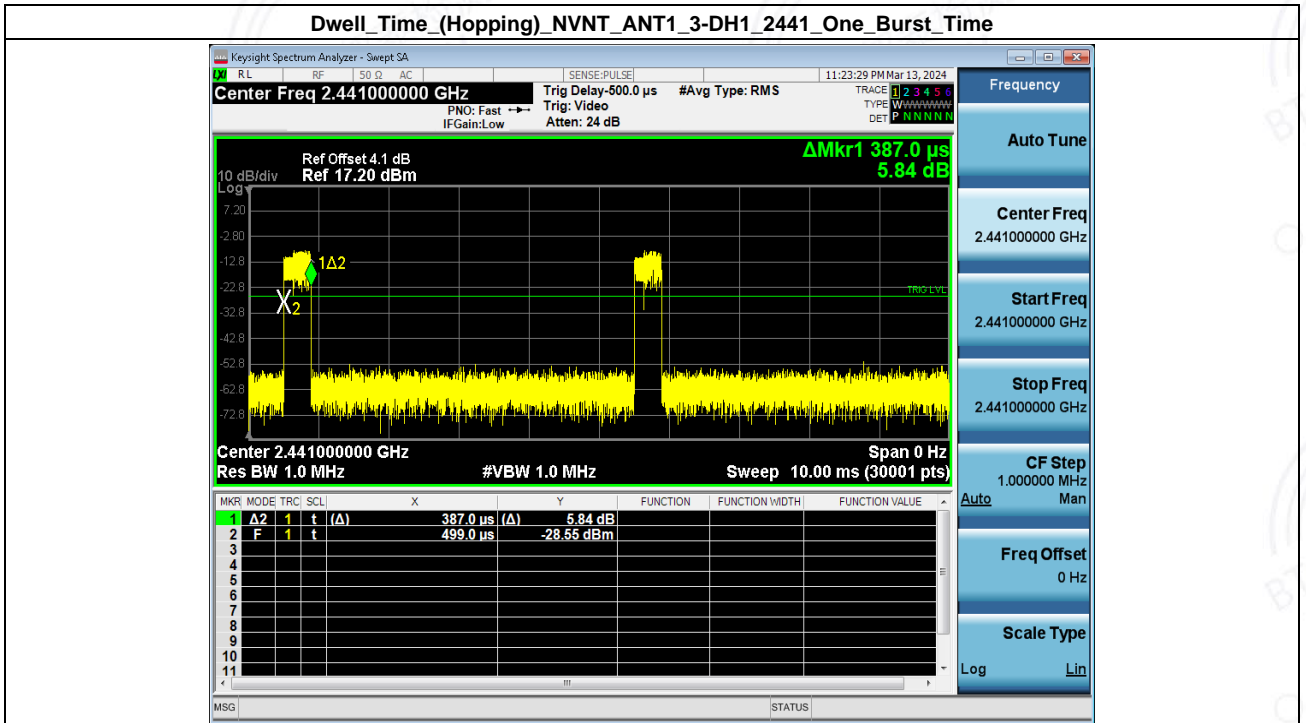 Dwell_Time_(Hopping)_NVNT_ANT1_3-DH1_2441_One_Burst_Time
Keysight Spectrum Analyzer - Swept SA
LXI RL RF 50 Ω AC SENSE:PULSE 11:23:29 PM Mar 13, 2024
Center Freq 2.441000000 GHz
PNO: Fast
IFGain:Low
Trig Delay-500.0 µs
Trig: Video
Atten: 24 dB
#Avg Type: RMS
TRACE 1 2 3 4 5 6
TYPE WWWWWW
DET P NNNNN
Frequency
Auto Tune
Center Freq
2.441000000 GHz
Start Freq
2.441000000 GHz
Stop Freq
2.441000000 GHz
CF Step
1.000000 MHz
Auto Man
Freq Offset
0 Hz
Scale Type
Log Lin
ΔMkr1 387.0 µs
5.84 dB
Ref Offset 4.1 dB
10 dB/div Ref 17.20 dBm
Log
7.20
-2.80
-12.8
1Δ2
-22.8
TRIG LVL
2
-32.8
-42.8
-52.8
-62.8
-72.8
Center 2.441000000 GHz Span 0 Hz
Res BW 1.0 MHz #VBW 1.0 MHz Sweep 10.00 ms (30001 pts)
MKR MODE TRC SCL X Y FUNCTION FUNCTION WIDTH FUNCTION VALUE
1 Δ2 1 t (Δ) 387.0 µs (Δ) 5.84 dB
2 F 1 t 499.0 µs -28.55 dBm
3
4
5
6
7
8
9
10
11
MSG STATUS